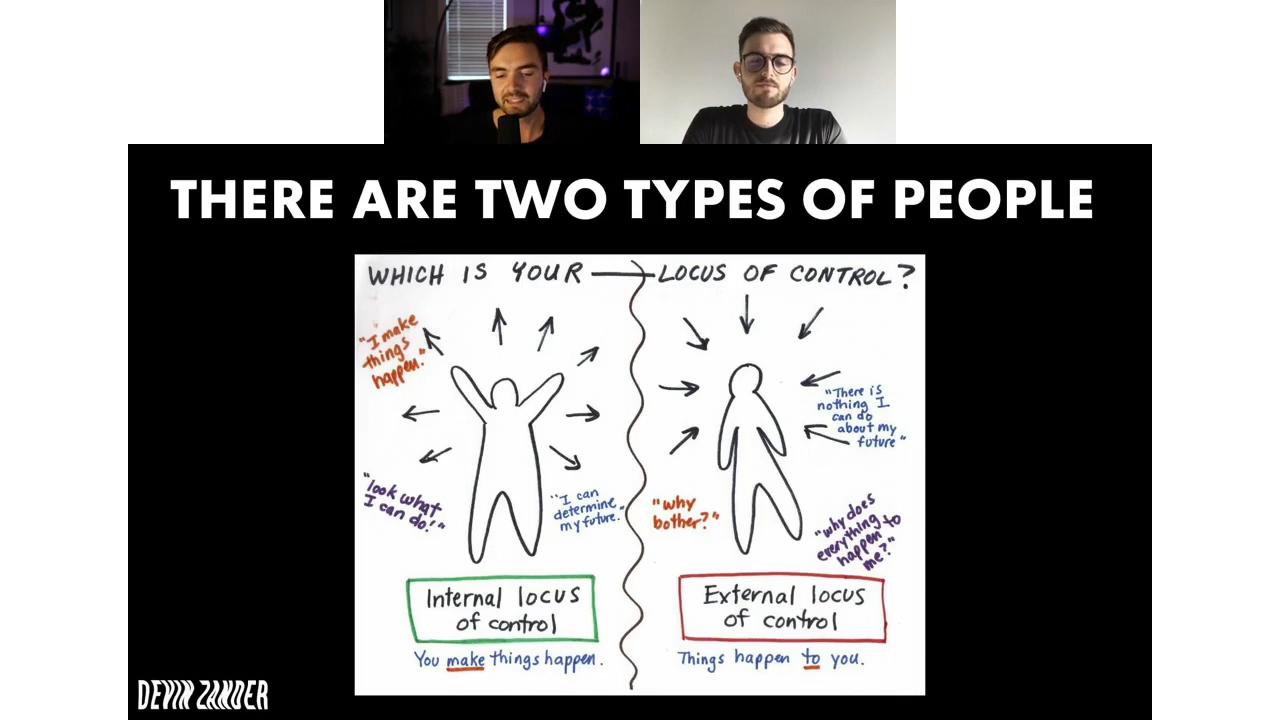 THERE ARE TWO TYPES OF PEOPLE
WHICH IS YOUR LOCUS OF CONTROL?
"I make
things
happen."
"look what
I can do!"
"I can
determine
my future."
Internal locus
of control
You make things happen.
"There is
nothing I
can do
about my
future"
"why
bother?"
"why does
everything
happen to
me?"
External locus
of control
Things happen to you.
DEVIN ZANDER